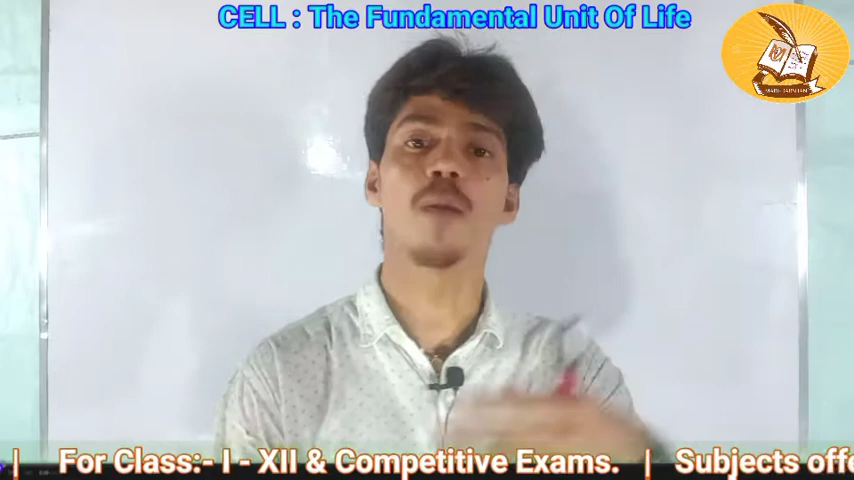 CELL : The Fundamental Unit Of Life
| For Class:- I - XII & Competitive Exams. | Subjects offe